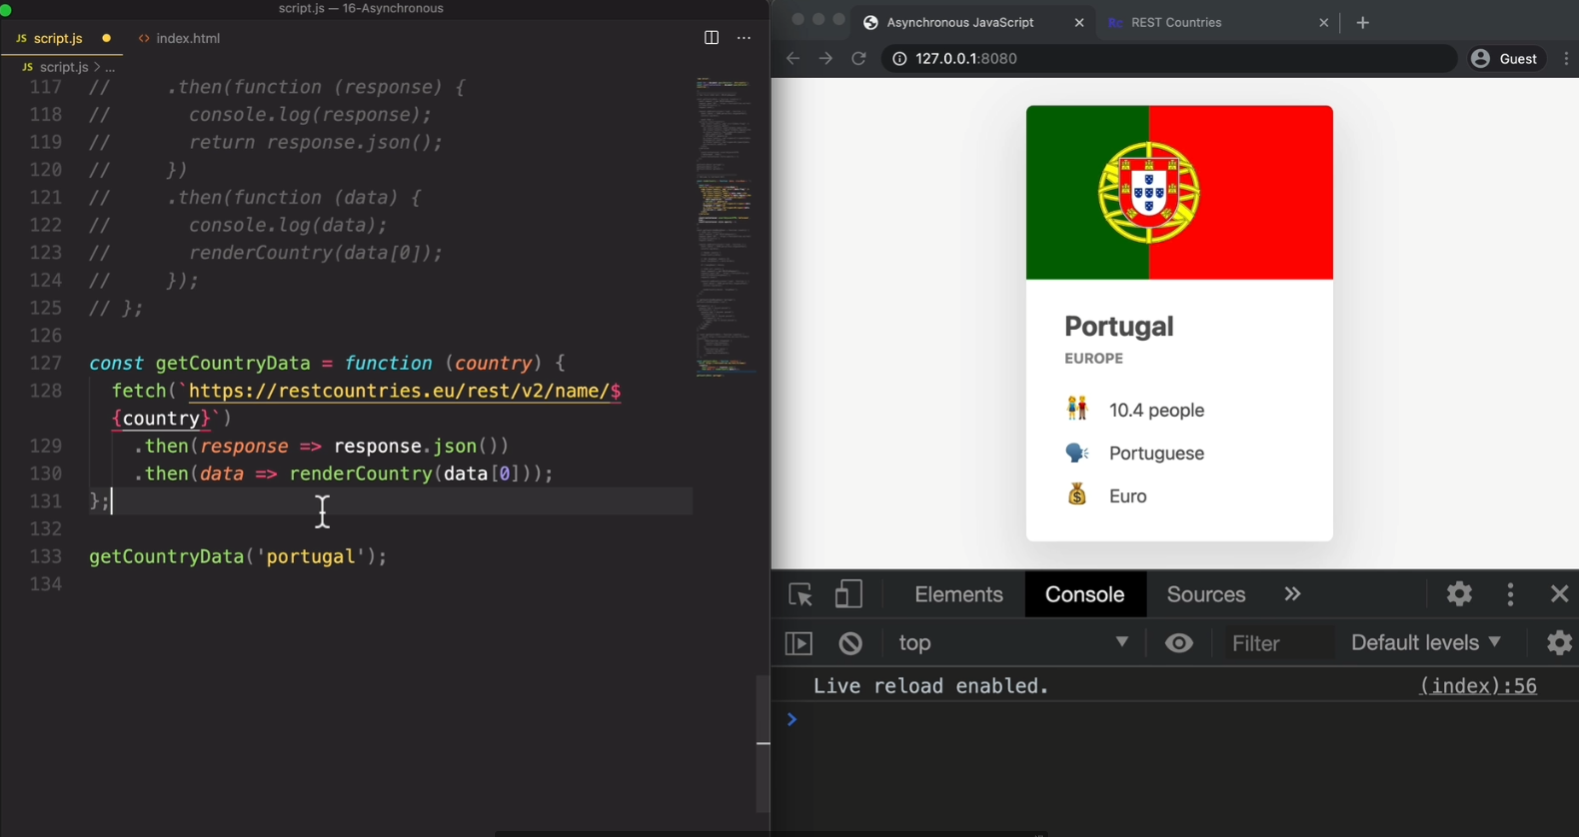 script.js — 16-Asynchronous
JS script.js
<> index.html
...
JS script.js > ...
117 //     .then(function (response) {
118 //       console.log(response);
119 //       return response.json();
120 //     })
121 //     .then(function (data) {
122 //       console.log(data);
123 //       renderCountry(data[0]);
124 //     });
125 // };
126
127 const getCountryData = function (country) {
128   fetch(`https://restcountries.eu/rest/v2/name/$
{country}`)
129     .then(response => response.json())
130     .then(data => renderCountry(data[0]));
131 };
132
133 getCountryData('portugal');
134
Asynchronous JavaScript
Rc REST Countries
127.0.0.1:8080
Guest
Portugal
EUROPE
10.4 people
Portuguese
Euro
Elements Console Sources »
top Filter Default levels
Live reload enabled. (index):56